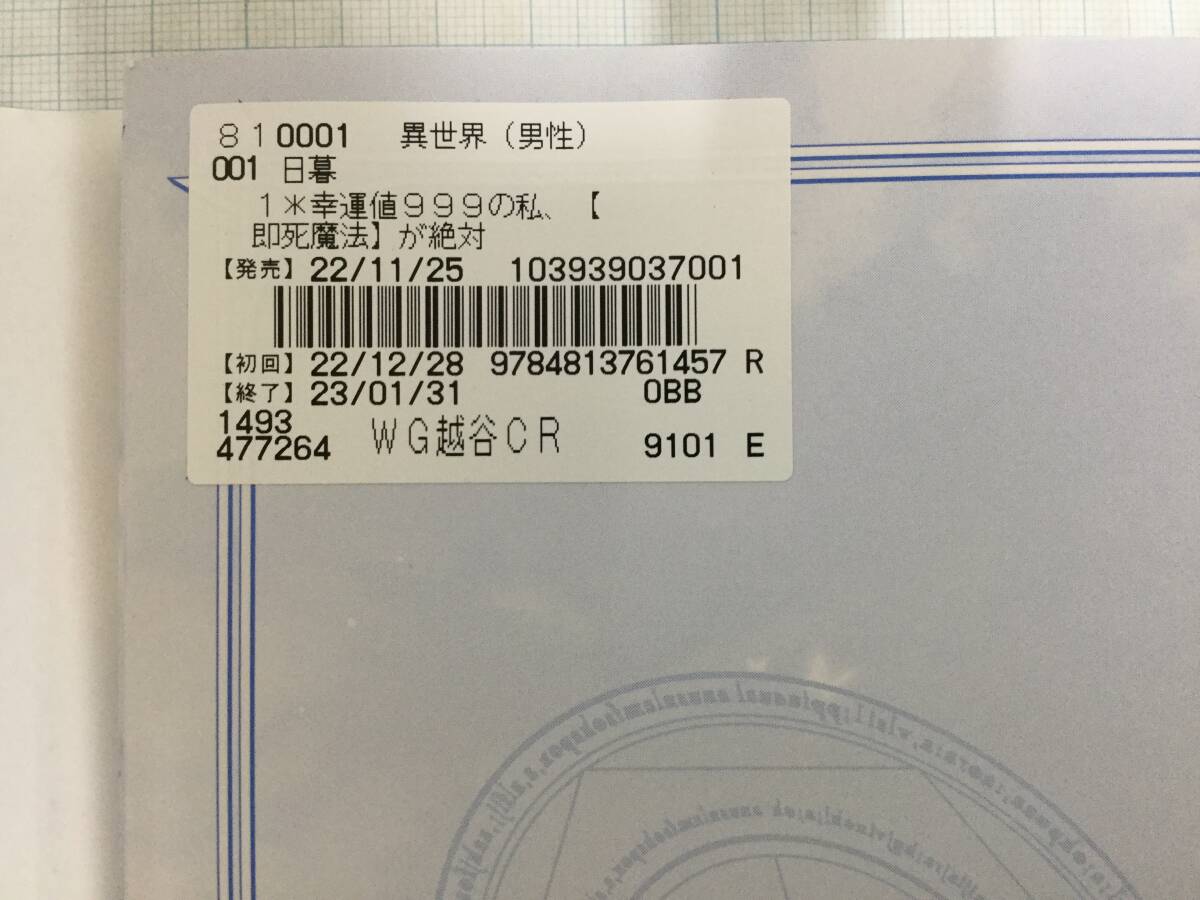 ８１0001 異世界（男性）
001 日暮
１＊幸運値９９９の私、【
即死魔法】が絶対
【発売】22/11/25 103939037001
【初回】22/12/28 9784813761457 R
【終了】23/01/31 0BB
1493
477264 ＷＧ越谷ＣＲ 9101 E